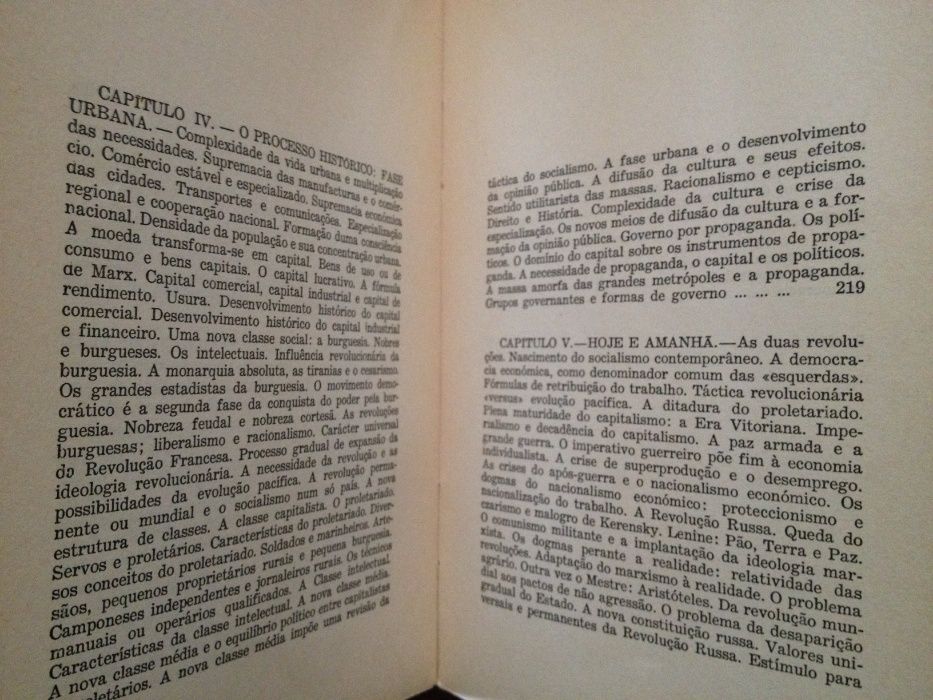 CAPÍTULO IV. — O PROCESSO HISTÓRICO: FASE
URBANA. — Complexidade da vida urbana e multiplicação
das necessidades. Supremacia das manufacturas e o comér-
cio. Comércio estável e especializado. Supremacia económica
das cidades. Transportes e comunicações. Especialização
regional e cooperação nacional. Formação duma consciência
nacional. Densidade da população e sua concentração urbana.
A moeda transforma-se em capital. Bens de uso ou de
consumo e bens capitais. O capital lucrativo. A fórmula
de Marx. Capital comercial, capital industrial e capital de
rendimento. Usura. Desenvolvimento histórico do capital
comercial. Desenvolvimento histórico do capital industrial
e financeiro. Uma nova classe social: a burguesia. Nobres
e burgueses. Os intelectuais. Influência revolucionária da
burguesia. A monarquia absoluta, as tiranias e o cesarismo.
Os grandes estadistas da burguesia. O movimento demo-
crático é a segunda fase da conquista do poder pela bur-
guesia. Nobreza feudal e nobreza cortesã. As revoluções
burguesas; liberalismo e racionalismo. Carácter universal
da Revolução Francesa. Processo gradual de expansão da
ideologia revolucionária. A necessidade da revolução e as
possibilidades da evolução pacífica. A revolução perma-
nente ou mundial e o socialismo num só país. A nova
estrutura de classes. A classe capitalista. O proletariado.
Servos e proletários. Características do proletariado. Diver-
sos conceitos do proletariado. Soldados e marinheiros. Arte-
sãos, pequenos proprietários rurais e pequena burguesia.
Camponeses independentes e jornaleiros rurais. Os técnicos
manuais ou operários qualificados. A Classe intelectual
Características da classe intelectual. A nova classe média.
A nova classe média e o equilíbrio político entre capitalistas
proletários. A nova classe média impõe uma revisão da
táctica do socialismo. A fase urbana e o desenvolvimento
da opinião pública. A difusão da cultura e seus efeitos.
Sentido utilitarista das massas. Racionalismo e cepticismo.
Direito e História. Complexidade da cultura e crise da
especialização. Os novos meios de difusão da cultura e a for-
mação da opinião pública. Governo por propaganda. Os polí-
ticos. O domínio do capital sobre os instrumentos de propa-
ganda. A necessidade de propaganda, o capital e os políticos.
A massa amorfa das grandes metrópoles e a propaganda.
Grupos governantes e formas de governo ... ... ... 219
CAPITULO V.—HOJE E AMANHÃ.—As duas revolu-
ções. Nascimento do socialismo contemporâneo. A democra-
cia económica, como denominador comum das «esquerdas».
Fórmulas de retribuição do trabalho. Táctica revolucionária
«versus» evolução pacífica. A ditadura do proletariado.
Plena maturidade do capitalismo: a Era Vitoriana. Impe-
rialismo e decadência do capitalismo. A paz armada e a
grande guerra. O imperativo guerreiro põe fim à economia
individualista. A crise de superprodução e o desemprego.
As crises do após-guerra e o nacionalismo económico. Os
dogmas do nacionalismo económico: proteccionismo e
nacionalização do trabalho. A Revolução Russa. Queda do
czarismo e malogro de Kerensky. Lenine: Pão, Terra e Paz.
O comunismo militante e a implantação da ideologia mar-
xista. Os dogmas perante a realidade: relatividade das
revoluções. Adaptação do marxismo à realidade. O problema
agrário. Outra vez o Mestre: Aristóteles. Da revolução mun-
dial aos pactos de não agressão. O problema da desaparição
gradual do Estado. A nova constituição russa. Valores uni-
versais e permanentes da Revolução Russa. Estímulo para